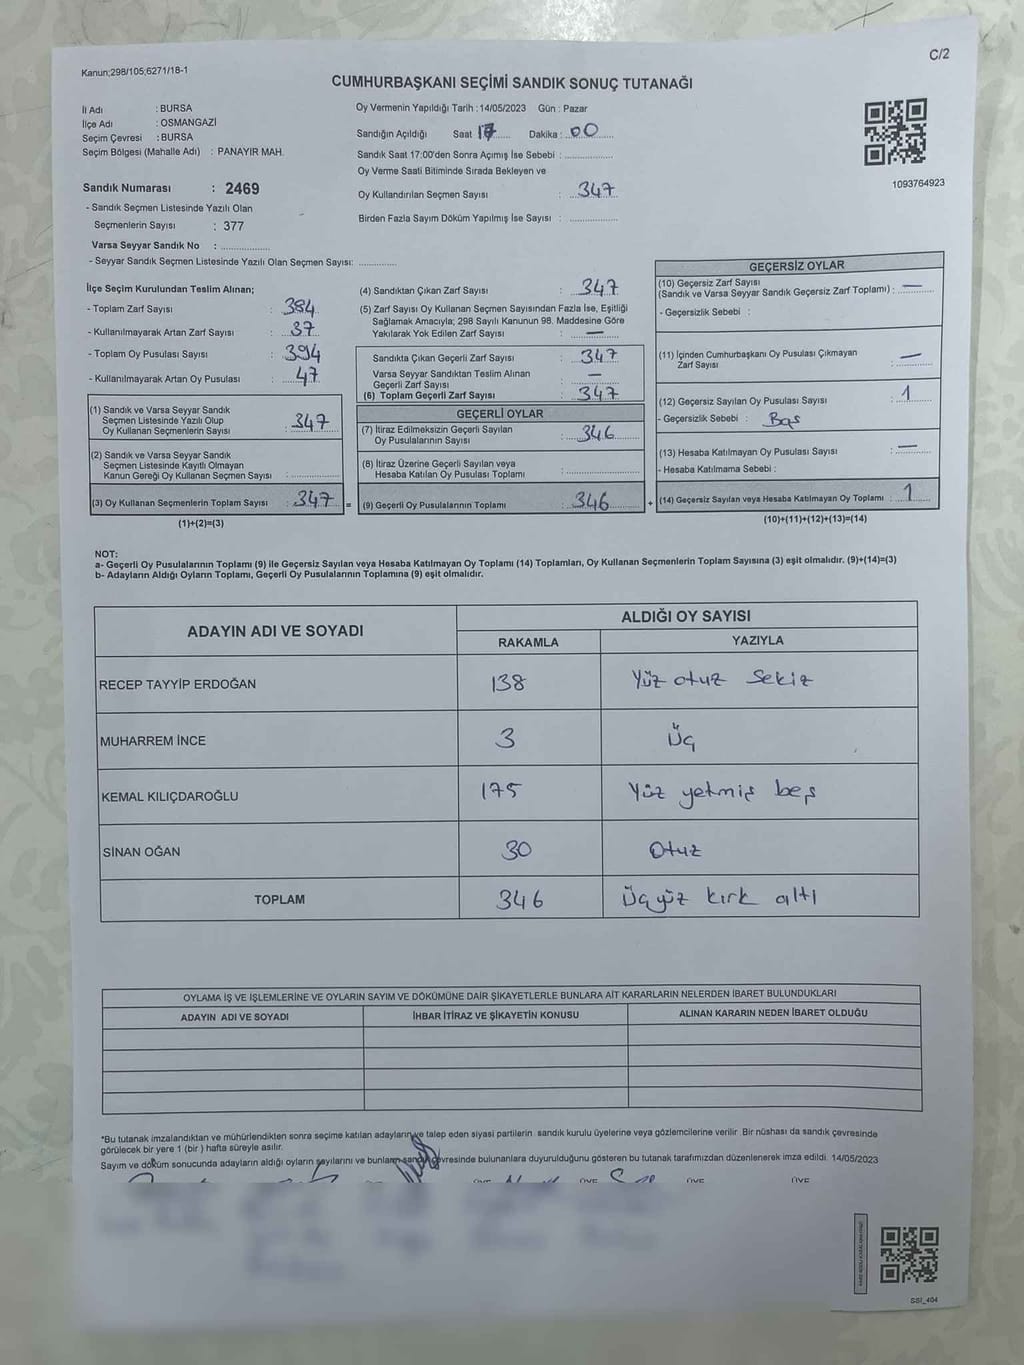 C/2
Kanun;298/105;6271/18-1
CUMHURBAŞKANI SEÇİMİ SANDIK SONUÇ TUTANAĞI
İl Adı : BURSA
İlçe Adı : OSMANGAZİ
Seçim Çevresi : BURSA
Seçim Bölgesi (Mahalle Adı) : PANAYIR MAH.
Oy Vermenin Yapıldığı Tarih : 14/05/2023 Gün : Pazar
Sandığın Açıldığı Saat 17 Dakika : 00
Sandık Saat 17:00'den Sonra Açımış İse Sebebi : ................
Oy Verme Saati Bitiminde Sırada Bekleyen ve
Oy Kullandırılan Seçmen Sayısı : 347
Birden Fazla Sayım Döküm Yapılmış İse Sayısı : ................
1093764923
Sandık Numarası : 2469
- Sandık Seçmen Listesinde Yazılı Olan
Seçmenlerin Sayısı : 377
Varsa Seyyar Sandık No : ................
- Seyyar Sandık Seçmen Listesinde Yazılı Olan Seçmen Sayısı: ............
İlçe Seçim Kurulundan Teslim Alınan;
- Toplam Zarf Sayısı : 384
- Kullanılmayarak Artan Zarf Sayısı : 37
- Toplam Oy Pusulası Sayısı : 394
- Kullanılmayarak Artan Oy Pusulası : 47
(1) Sandık ve Varsa Seyyar Sandık
Seçmen Listesinde Yazılı Olup
Oy Kullanan Seçmenlerin Sayısı : 347
(2) Sandık ve Varsa Seyyar Sandık
Seçmen Listesinde Kayıtlı Olmayan
Kanun Gereği Oy Kullanan Seçmen Sayısı : ................
(3) Oy Kullanan Seçmenlerin Toplam Sayısı : 347 =
(1)+(2)=(3)
(4) Sandıktan Çıkan Zarf Sayısı : 347
(5) Zarf Sayısı Oy Kullanan Seçmen Sayısından Fazla İse, Eşitliği
Sağlamak Amacıyla; 298 Sayılı Kanunun 98. Maddesine Göre
Yakılarak Yok Edilen Zarf Sayısı : —
Sandıkta Çıkan Geçerli Zarf Sayısı : 347
Varsa Seyyar Sandıktan Teslim Alınan
Geçerli Zarf Sayısı : —
(6) Toplam Geçerli Zarf Sayısı : 347
GEÇERLİ OYLAR
(7) İtiraz Edilmeksizin Geçerli Sayılan
Oy Pusulalarının Sayısı : 346
(8) İtiraz Üzerine Geçerli Sayılan veya
Hesaba Katılan Oy Pusulası Toplamı : ................
(9) Geçerli Oy Pusulalarının Toplamı : 346 +
GEÇERSİZ OYLAR
(10) Geçersiz Zarf Sayısı
(Sandık ve Varsa Seyyar Sandık Geçersiz Zarf Toplamı) : —
- Geçersizlik Sebebi :
(11) İçinden Cumhurbaşkanı Oy Pusulası Çıkmayan
Zarf Sayısı : —
(12) Geçersiz Sayılan Oy Pusulası Sayısı : 1
- Geçersizlik Sebebi : Boş
(13) Hesaba Katılmayan Oy Pusulası Sayısı : —
- Hesaba Katılmama Sebebi :
(14) Geçersiz Sayılan veya Hesaba Katılmayan Oy Toplamı : 1
(10)+(11)+(12)+(13)=(14)
NOT:
a- Geçerli Oy Pusulalarının Toplamı (9) ile Geçersiz Sayılan veya Hesaba Katılmayan Oy Toplamı (14) Toplamları, Oy Kullanan Seçmenlerin Toplam Sayısına (3) eşit olmalıdır. (9)+(14)=(3)
b- Adayların Aldığı Oyların Toplamı, Geçerli Oy Pusulalarının Toplamına (9) eşit olmalıdır.
ADAYIN ADI VE SOYADI ALDIĞI OY SAYISI
RAKAMLA YAZIYLA
RECEP TAYYİP ERDOĞAN 138 Yüz otuz Sekiz
MUHARREM İNCE 3 Üç
KEMAL KILIÇDAROĞLU 175 Yüz yetmiş beş
SİNAN OĞAN 30 Otuz
TOPLAM 346 Üçyüz kırk altı
OYLAMA İŞ VE İŞLEMLERİNE VE OYLARIN SAYIM VE DÖKÜMÜNE DAİR ŞİKAYETLERLE BUNLARA AİT KARARLARIN NELERDEN İBARET BULUNDUKLARI
ADAYIN ADI VE SOYADI İHBAR İTİRAZ VE ŞİKAYETİN KONUSU ALINAN KARARIN NEDEN İBARET OLDUĞU
*Bu tutanak imzalandıktan ve mühürlendikten sonra seçime katılan adayların ve talep eden siyasi partilerin sandık kurulu üyelerine veya gözlemcilerine verilir. Bir nüshası da sandık çevresinde
görülecek bir yere 1 (bir ) hafta süreyle asılır.
Sayım ve döküm sonucunda adayların aldığı oyların sayılarını ve bunların sandık çevresinde bulunanlara duyurulduğunu gösteren bu tutanak tarafımızdan düzenlenerek imza edildi. 14/05/2023
SSI_404